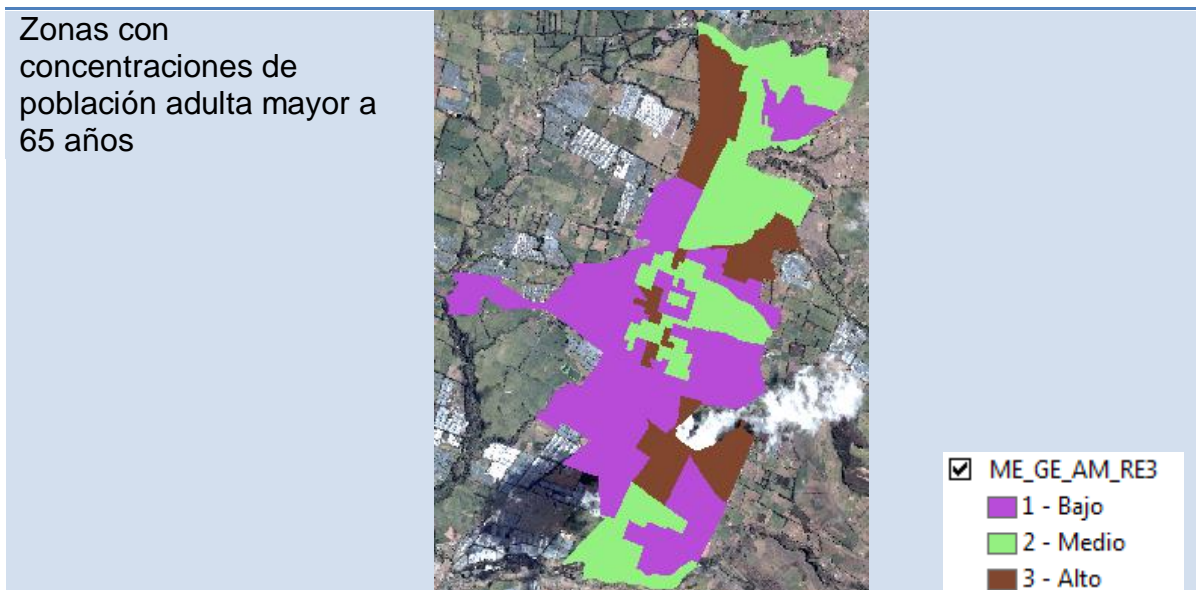 Zonas con
concentraciones de
población adulta mayor a
65 años
ME_GE_AM_RE3
1 - Bajo
2 - Medio
3 - Alto